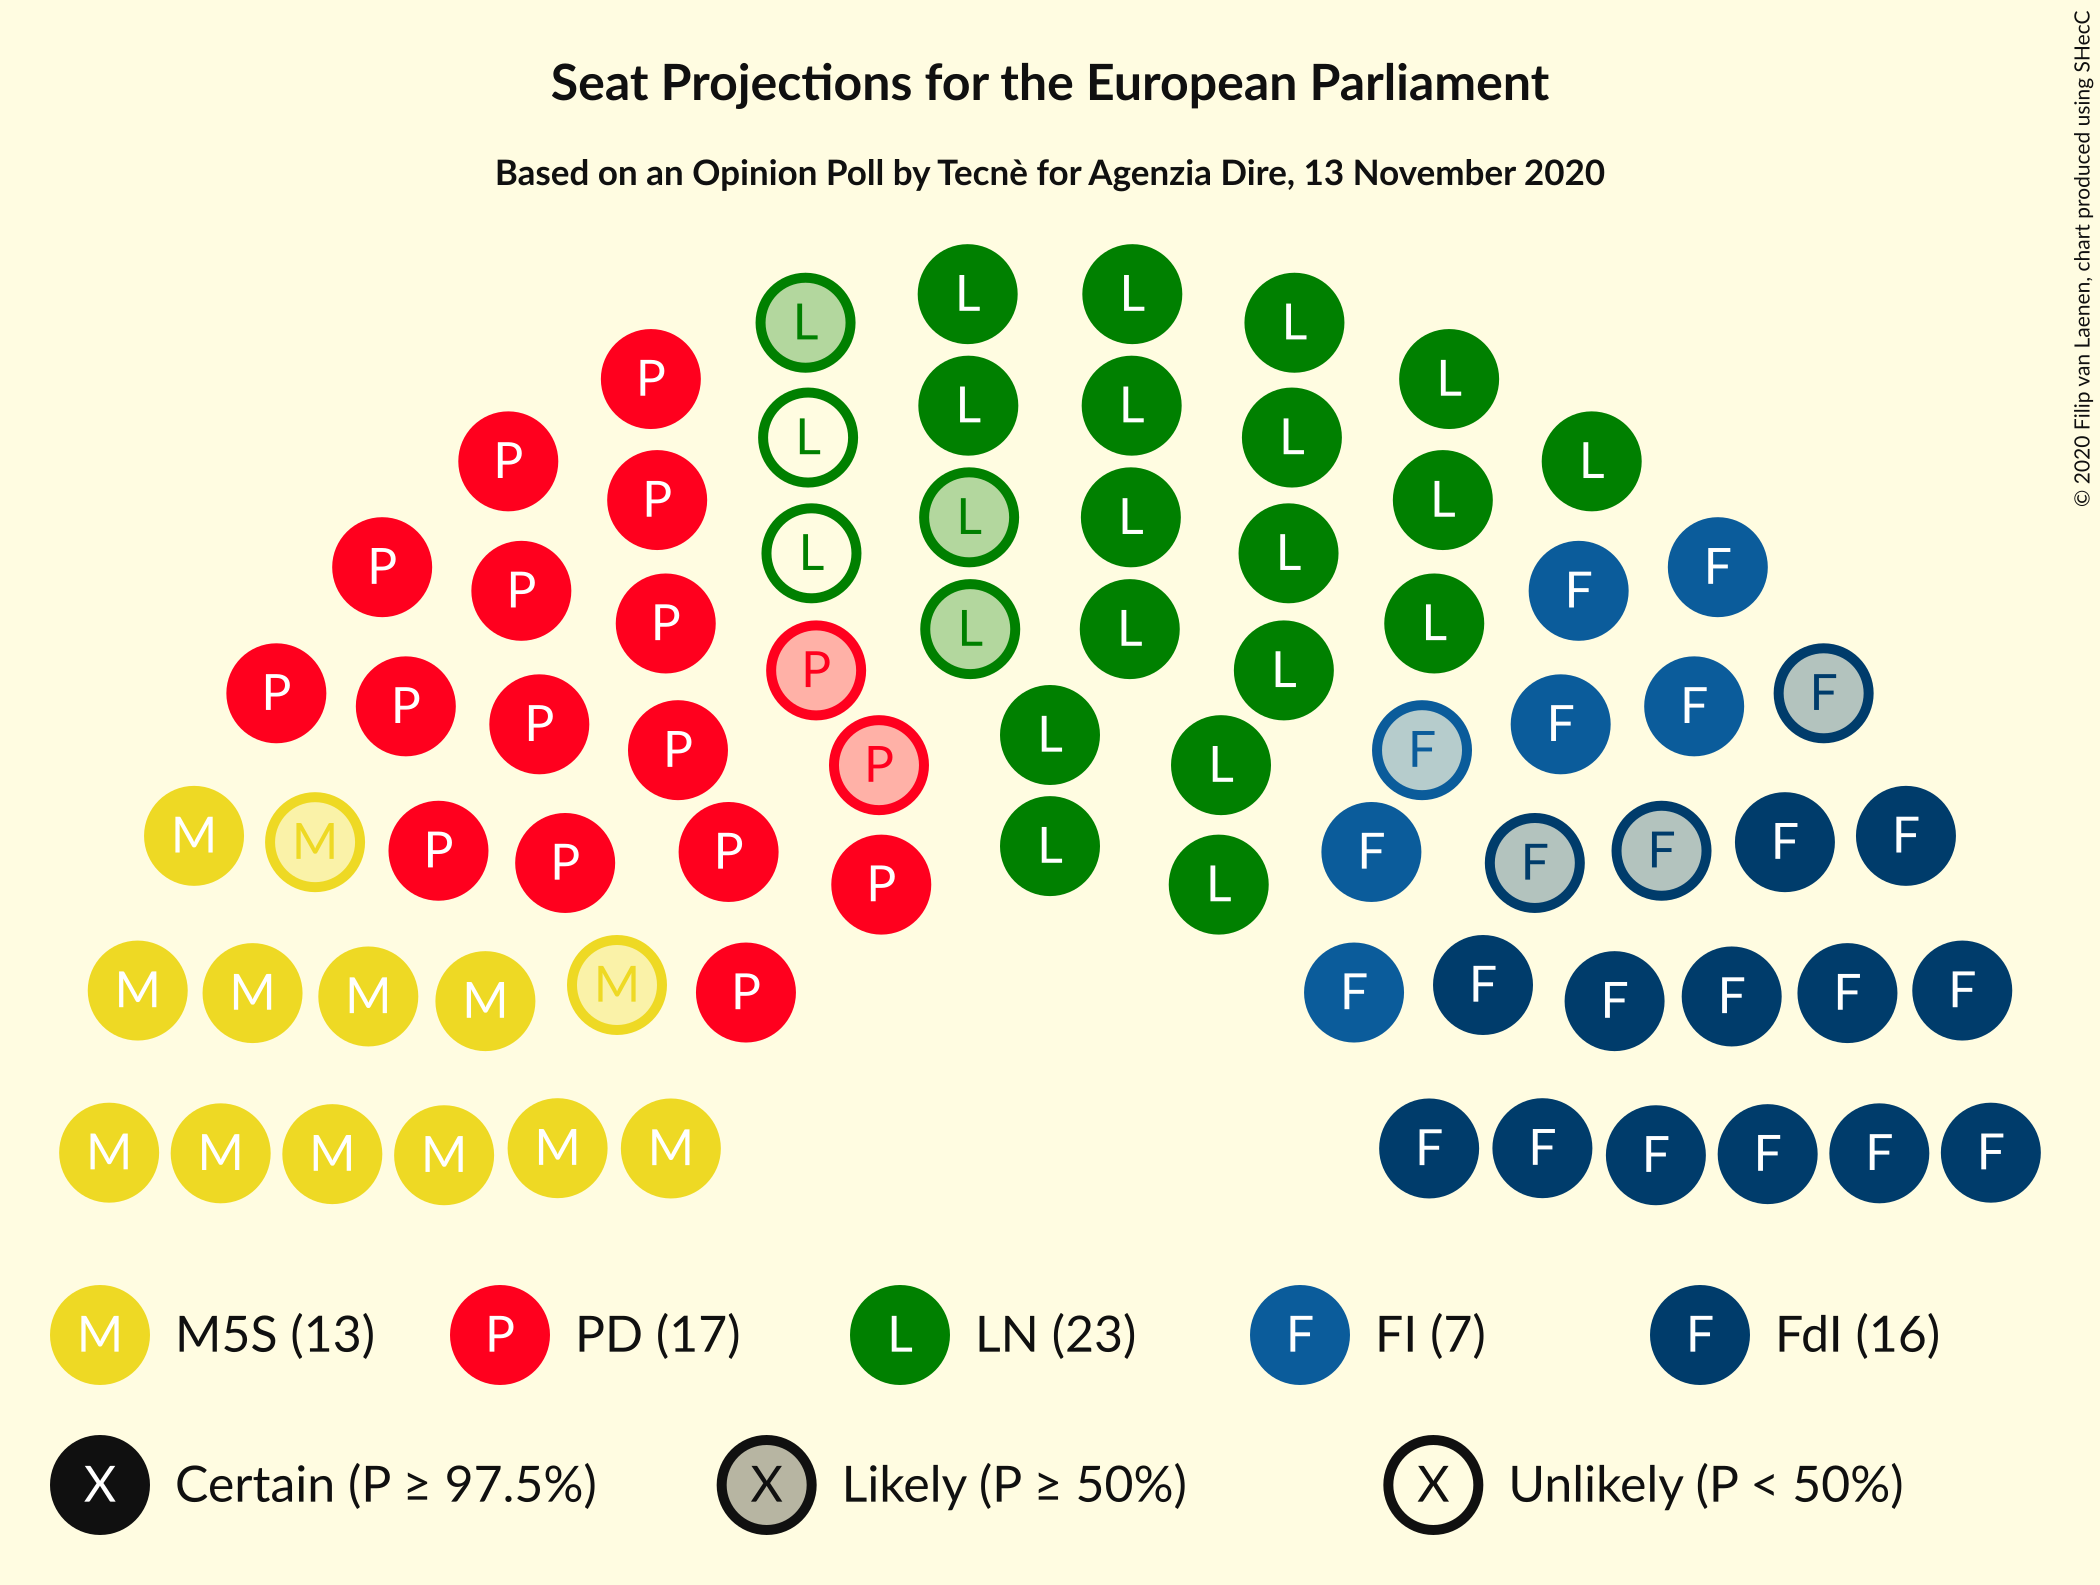 Seat Projections for the European Parliament
Based on an Opinion Poll by Tecnè for Agenzia Dire, 13 November 2020
© 2020 Filip van Laenen, chart produced using SHecC
L L L L
P L
P L L L L L
P P L L
P L L L L F F
P P L L
P P P P L L L F F F
P P L L F F
M M P P P P L L F F F F F
M M M M M P F F F F F F
M M M M M M F F F F F F
M M5S (13) P PD (17) L LN (23) F FI (7) F FdI (16)
X Certain (P ≥ 97.5%) X Likely (P ≥ 50%) X Unlikely (P < 50%)